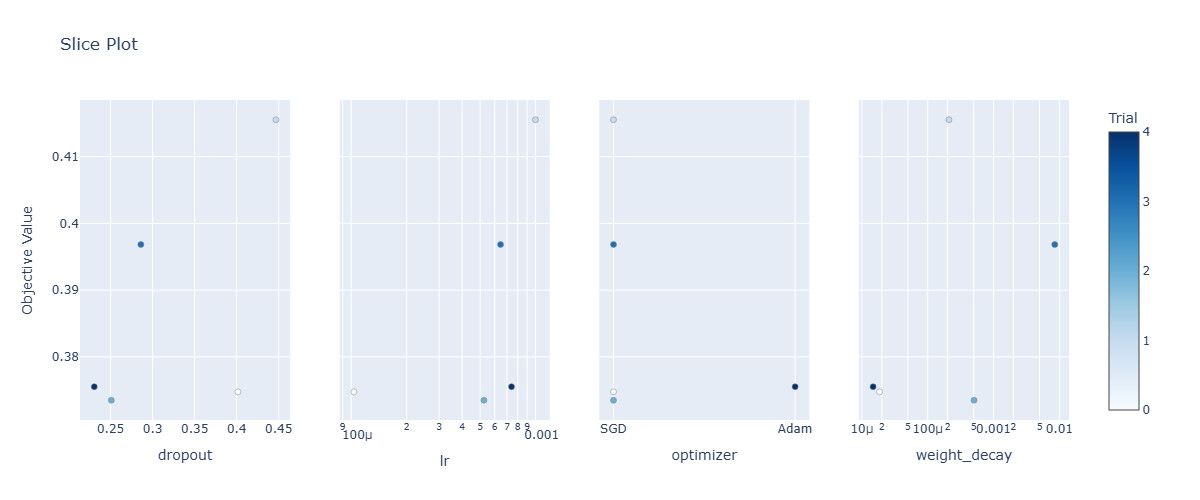 Slice Plot
Objective Value
0.41
0.4
0.39
0.38
0.25 0.3 0.35 0.4 0.45
dropout
9 100μ 2 3 4 5 6 7 8 9 0.001
lr
SGD Adam
optimizer
10μ 2 5 100μ 2 5 0.001 2 5 0.01
weight_decay
Trial
4
3
2
1
0